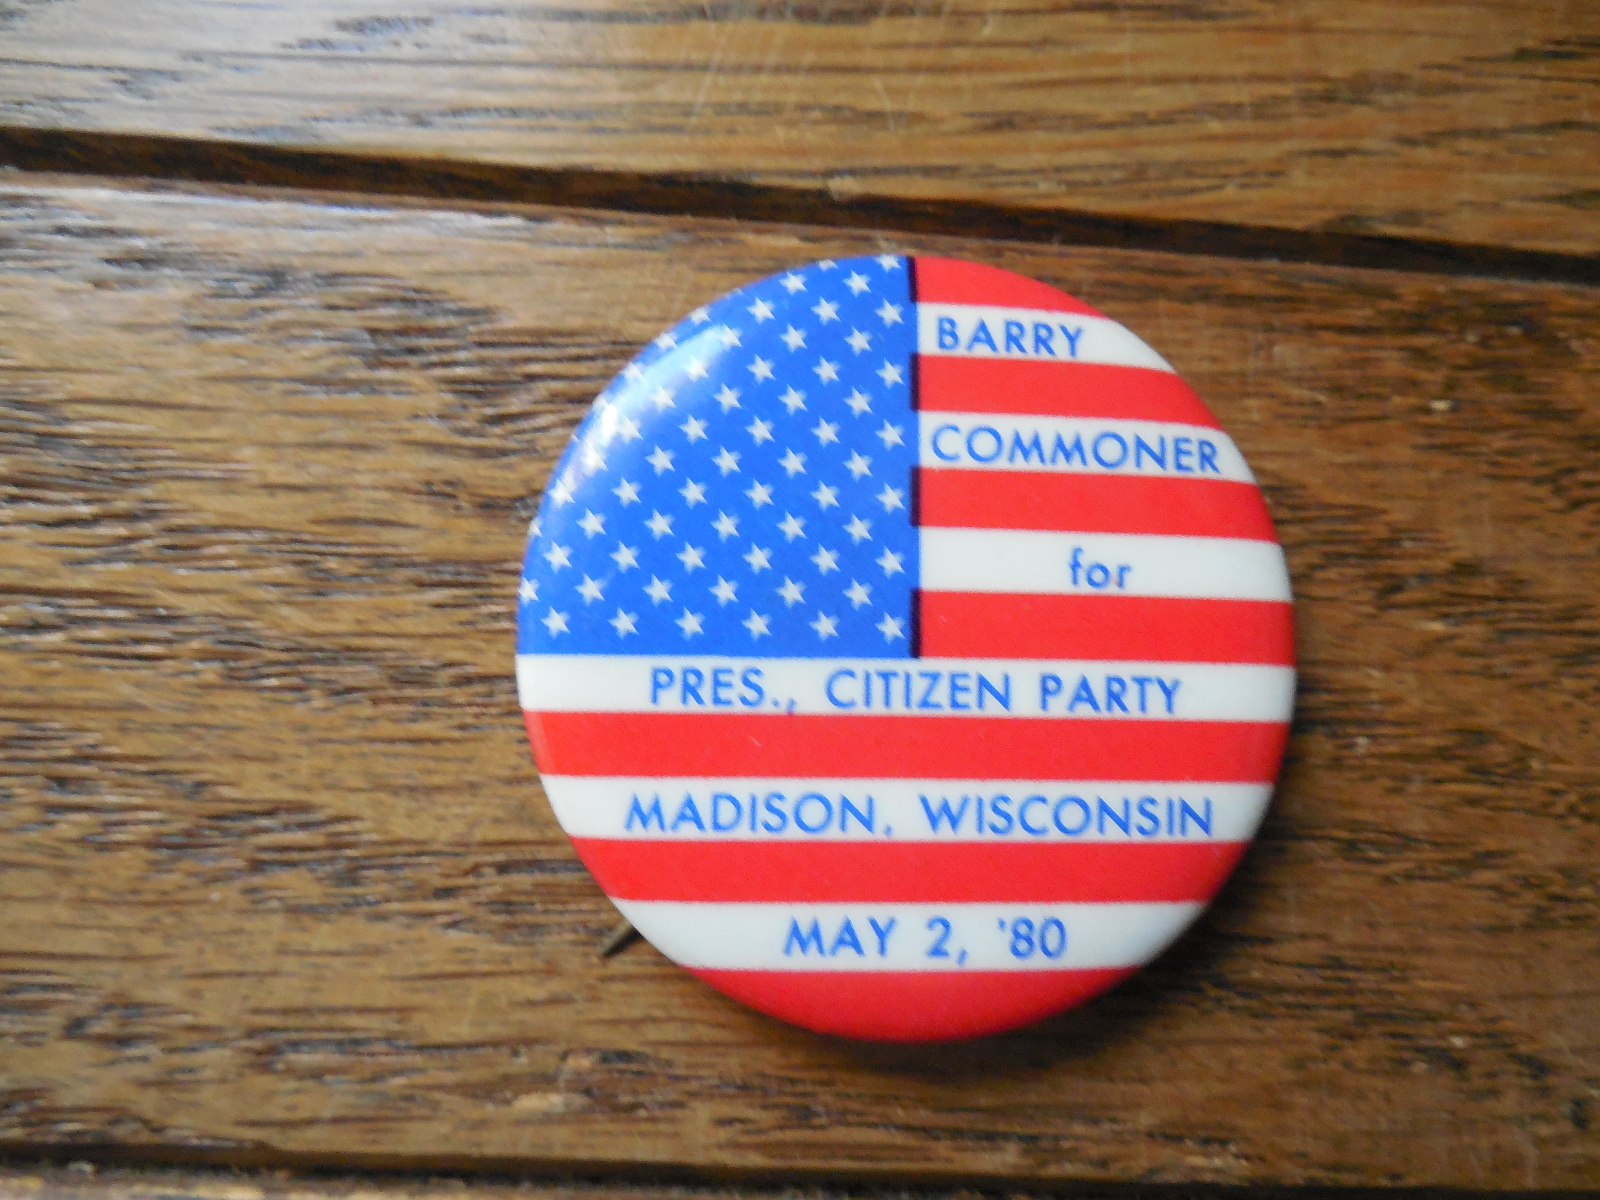 BARRY
COMMONER
for
PRES., CITIZEN PARTY
MADISON, WISCONSIN
MAY 2, '80